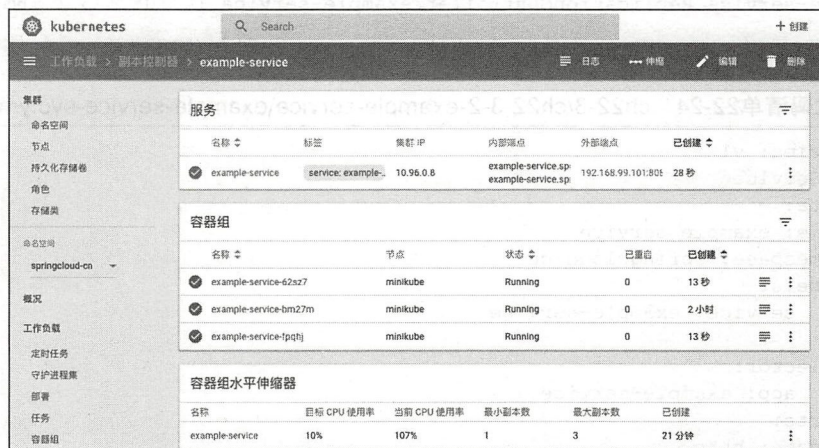 kubernetes
Search
+ 创建
工作负载 > 副本控制器 > example-service
日志 伸缩 编辑 删除
集群
命名空间
节点
持久化存储卷
角色
存储类
命名空间
springcloud-cn
概况
工作负载
定时任务
守护进程集
部署
任务
容器组
服务
名称 标签 集群 IP 内部端点 外部端点 已创建
example-service service: example-.. 10.96.0.8 example-service.sp 192.168.99.101:808 28 秒
example-service.sp
容器组
名称 节点 状态 已重启 已创建
example-service-62sz7 minikube Running 0 13 秒
example-service-bm27m minikube Running 0 2 小时
example-service-fpqhj minikube Running 0 13 秒
容器组水平伸缩器
名称 目标 CPU 使用率 当前 CPU 使用率 最小副本数 最大副本数 已创建
example-service 10% 107% 1 3 21 分钟